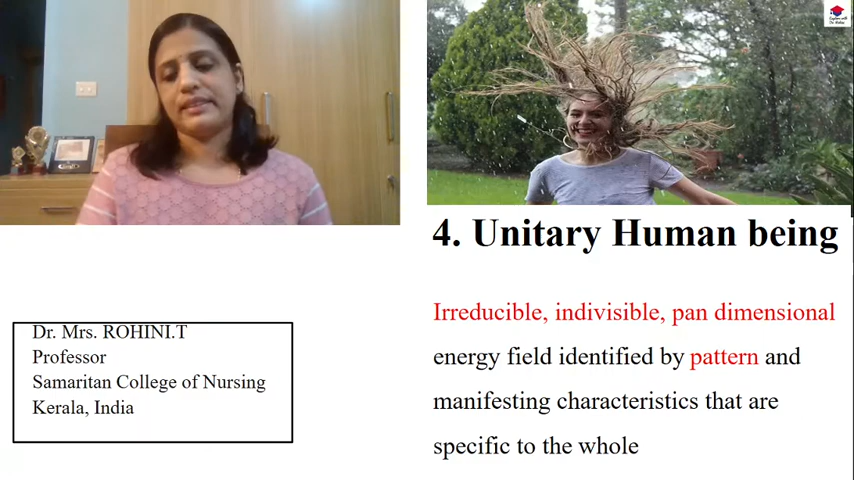 4. Unitary Human being
Irreducible, indivisible, pan dimensional
energy field identified by pattern and
manifesting characteristics that are
specific to the whole
Dr. Mrs. ROHINI.T
Professor
Samaritan College of Nursing
Kerala, India